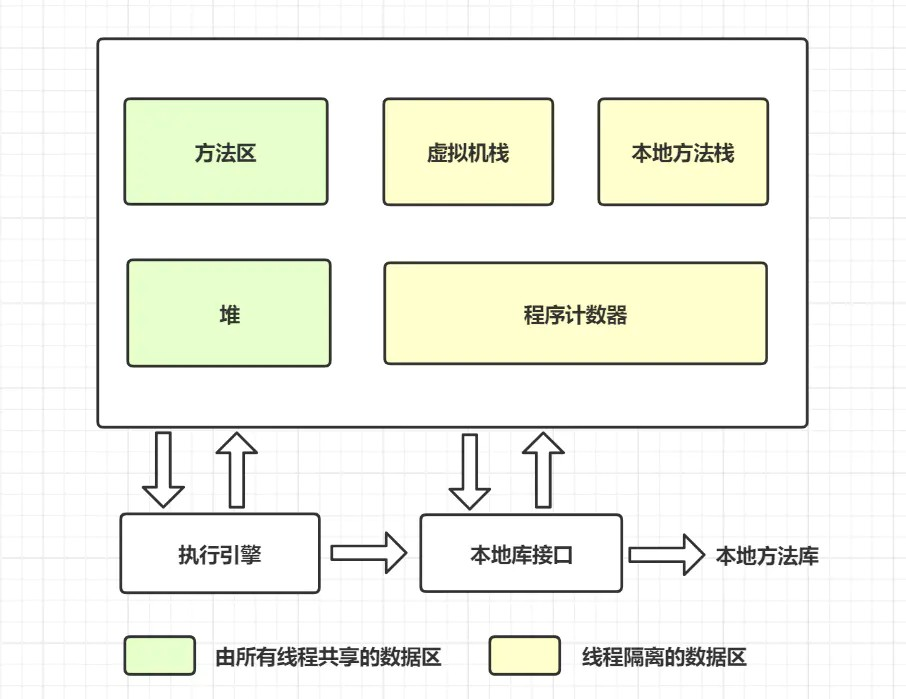 方法区
虚拟机栈
本地方法栈
堆
程序计数器
执行引擎
本地库接口
本地方法库
由所有线程共享的数据区
线程隔离的数据区